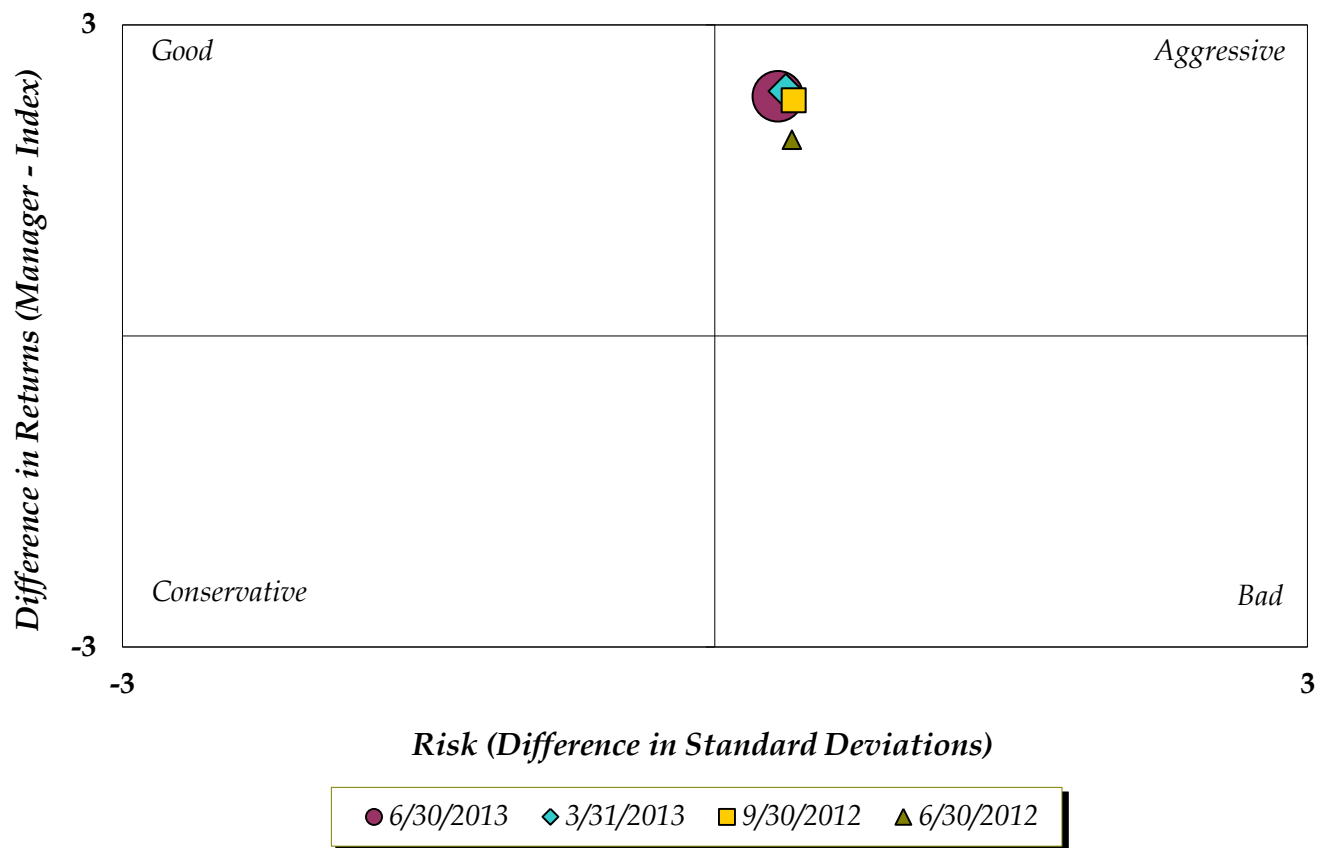 3
Good
Aggressive
Difference in Returns (Manager - Index)
Conservative
Bad
-3
-3
3
Risk (Difference in Standard Deviations)
6/30/2013 3/31/2013 9/30/2012 6/30/2012